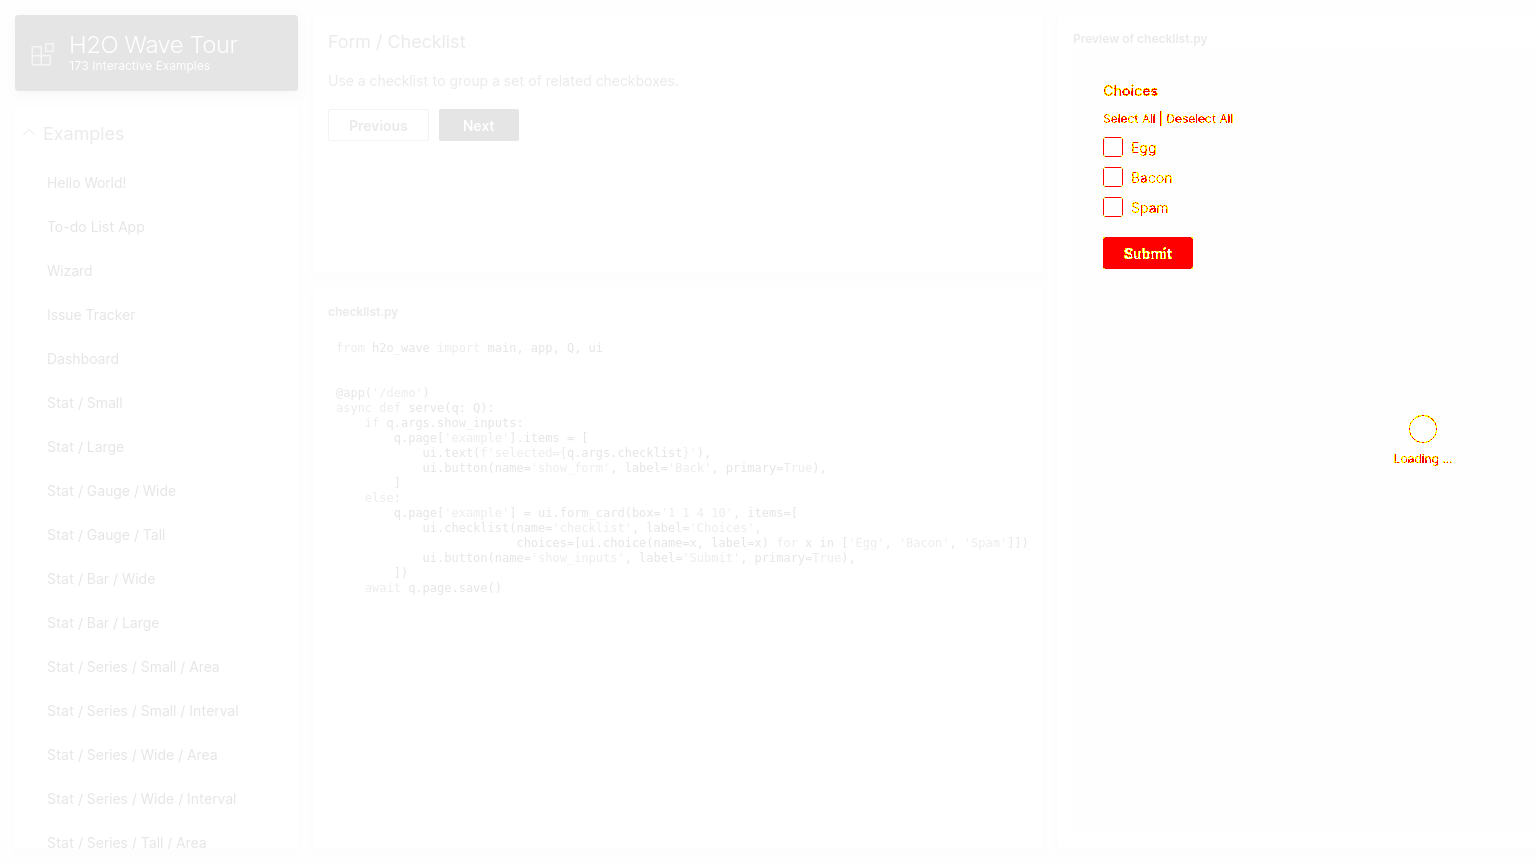 H2O Wave Tour
173 Interactive Examples
Examples
Hello World!
To-do List App
Wizard
Issue Tracker
Dashboard
Stat / Small
Stat / Large
Stat / Gauge / Wide
Stat / Gauge / Tall
Stat / Bar / Wide
Stat / Bar / Large
Stat / Series / Small / Area
Stat / Series / Small / Interval
Stat / Series / Wide / Area
Stat / Series / Wide / Interval
Stat / Series / Tall / Area
Form / Checklist
Use a checklist to group a set of related checkboxes.
Previous
Next
checklist.py
from h2o_wave import main, app, Q, ui
@app('/demo')
async def serve(q: Q):
    if q.args.show_inputs:
        q.page['example'].items = [
            ui.text(f'selected={q.args.checklist}'),
            ui.button(name='show_form', label='Back', primary=True),
        ]
    else:
        q.page['example'] = ui.form_card(box='1 1 4 10', items=[
            ui.checklist(name='checklist', label='Choices',
                         choices=[ui.choice(name=x, label=x) for x in ['Egg', 'Bacon', 'Spam']])
            ui.button(name='show_inputs', label='Submit', primary=True),
        ])
    await q.page.save()
Preview of checklist.py
Choices
Select All | Deselect All
Egg
Bacon
Spam
Submit
Loading ...